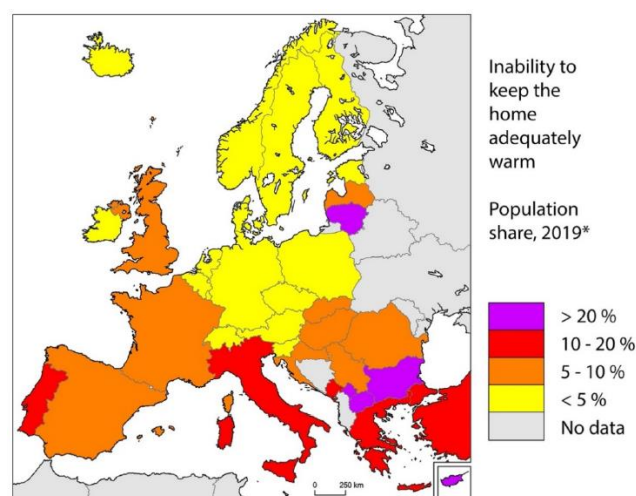 Inability to
keep the
home
adequately
warm
Population
share, 2019*
> 20 %
10 - 20 %
5 - 10 %
< 5 %
No data
0 250 km